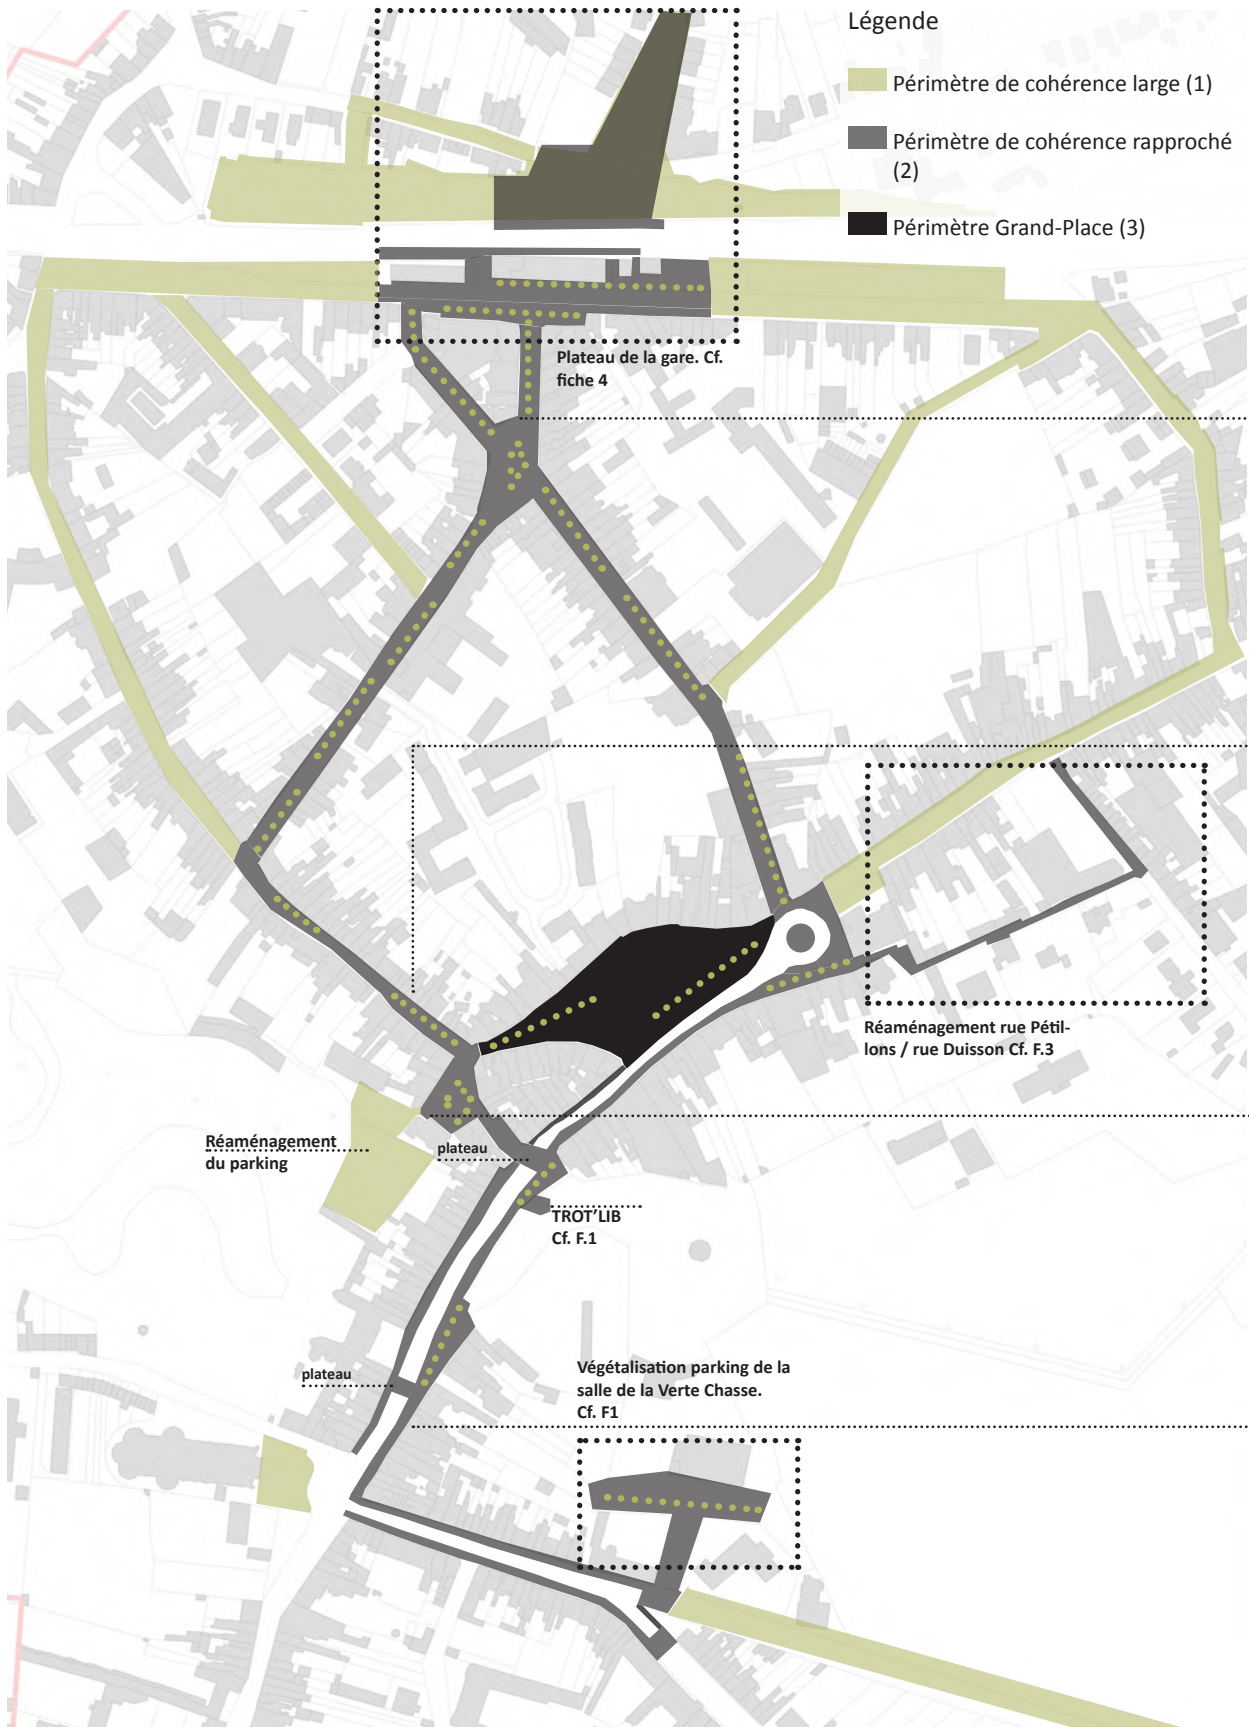 Légende
Périmètre de cohérence large (1)
Périmètre de cohérence rapproché
(2)
Périmètre Grand-Place (3)
Plateau de la gare. Cf.
fiche 4
Réaménagement rue Pétil-
lons / rue Duisson Cf. F.3
Réaménagement
du parking
plateau
TROT’LIB
Cf. F.1
plateau
Végétalisation parking de la
salle de la Verte Chasse.
Cf. F1